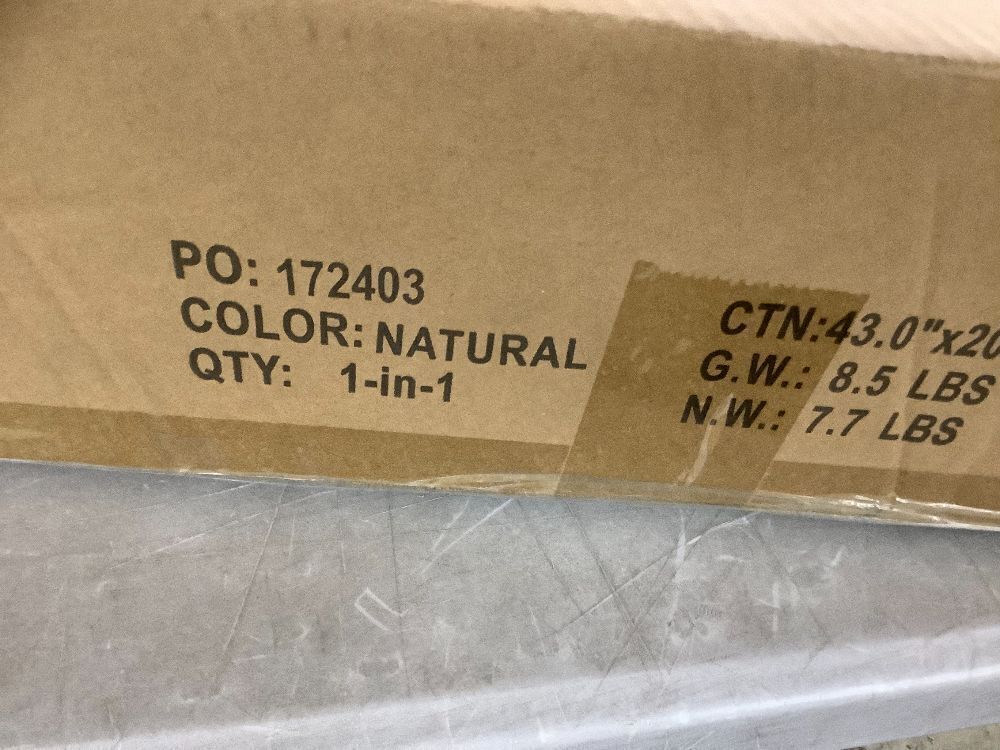 PO: 172403
COLOR: NATURAL
QTY: 1-in-1
CTN:43.0"x20
G.W.: 8.5 LBS
N.W.: 7.7 LBS